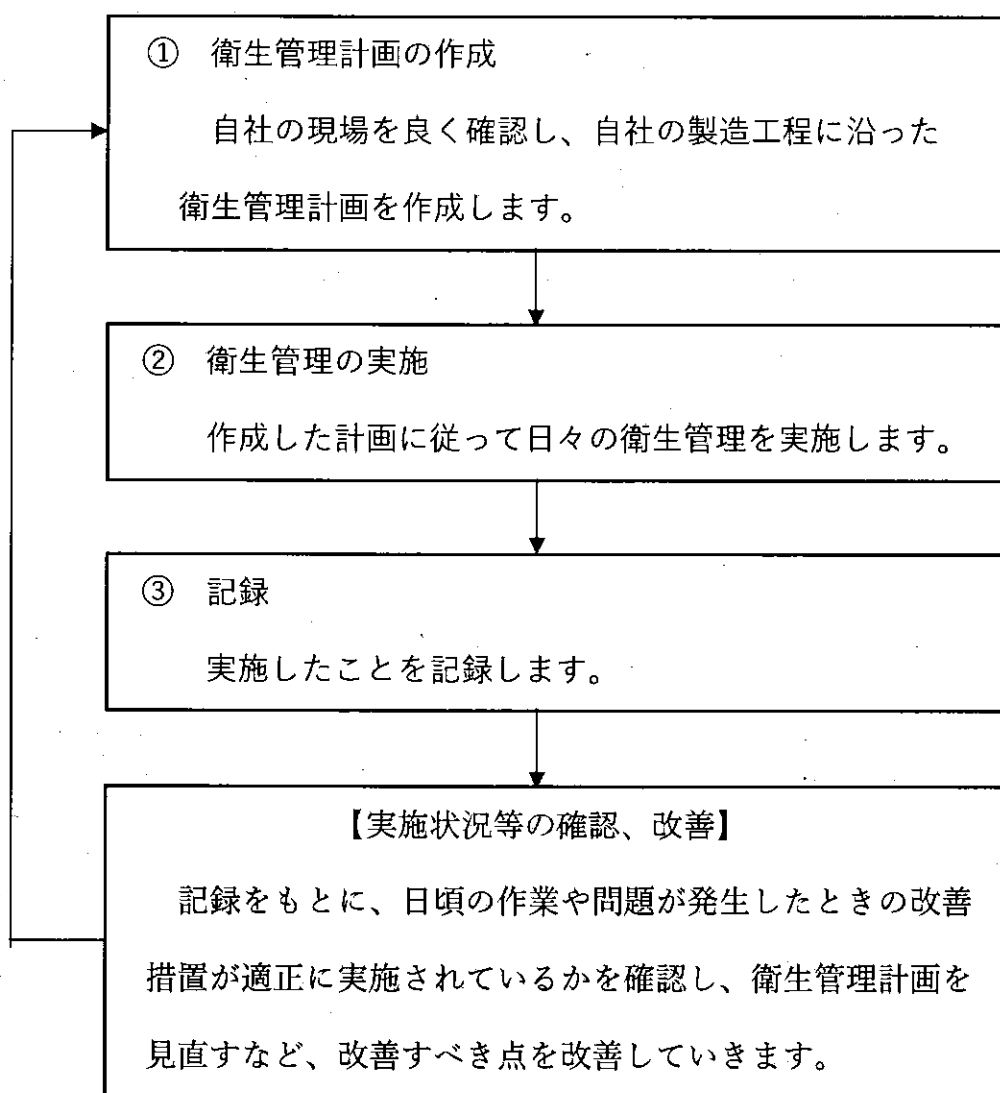 ① 衛生管理計画の作成
自社の現場を良く確認し、自社の製造工程に沿った
衛生管理計画を作成します。
② 衛生管理の実施
作成した計画に従って日々の衛生管理を実施します。
③ 記録
実施したことを記録します。
【実施状況等の確認、改善】
記録をもとに、日頃の作業や問題が発生したときの改善
措置が適正に実施されているかを確認し、衛生管理計画を
見直すなど、改善すべき点を改善していきます。